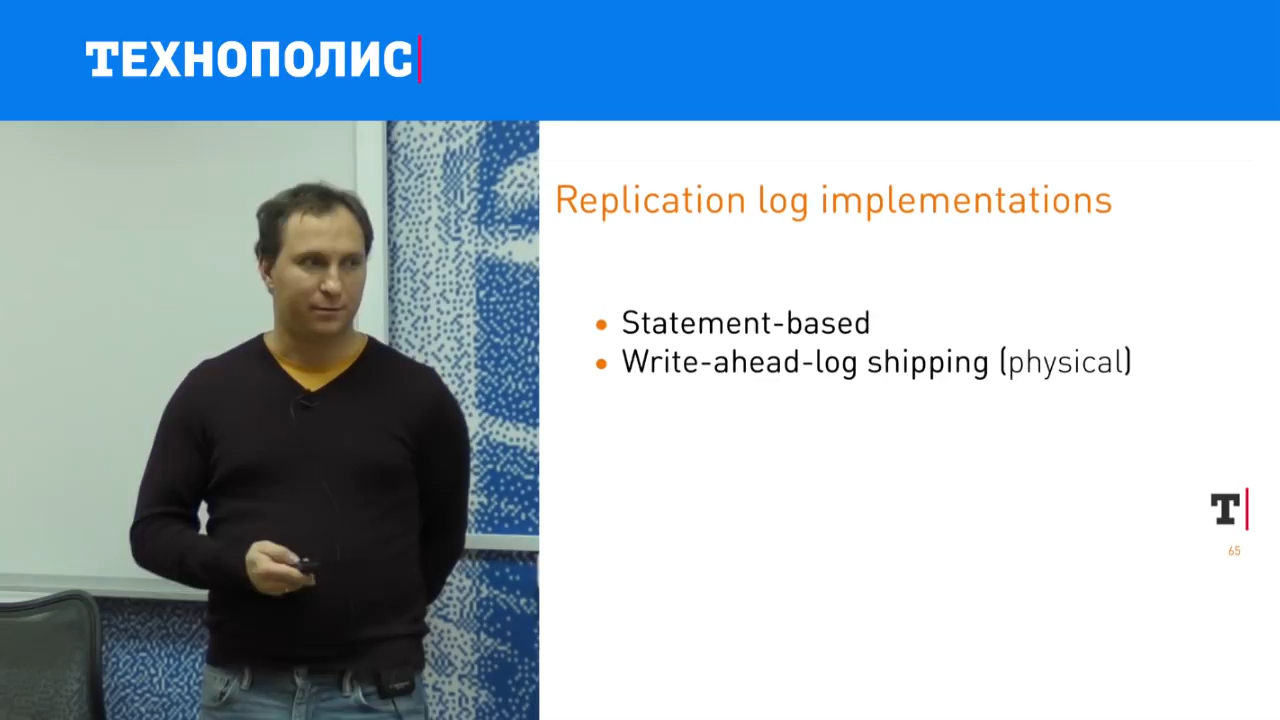 ТЕХНОПОЛИС
Replication log implementations
• Statement-based
• Write-ahead-log shipping (physical)
T
65